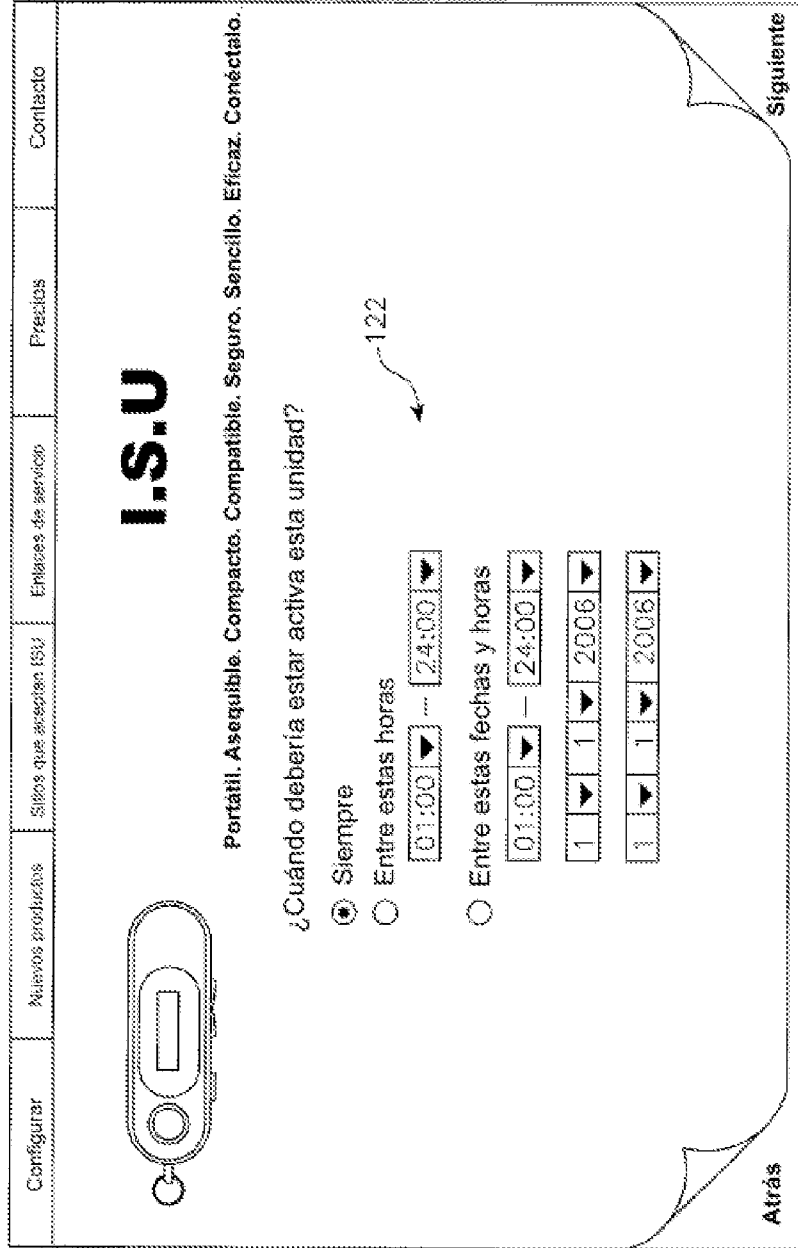 Configurar Nuevos productos Sitios que aceptan ISU Enlaces de servicio Precios Contacto
I.S.U
Portátil. Asequible. Compacto. Compatible. Seguro. Sencillo. Eficaz. Conéctalo.
¿Cuándo debería estar activa esta unidad?
Siempre
Entre estas horas
01:00 — 24:00
122
Entre estas fechas y horas
01:00 — 24:00
1 1 2006
1 1 2006
Atrás Siguiente